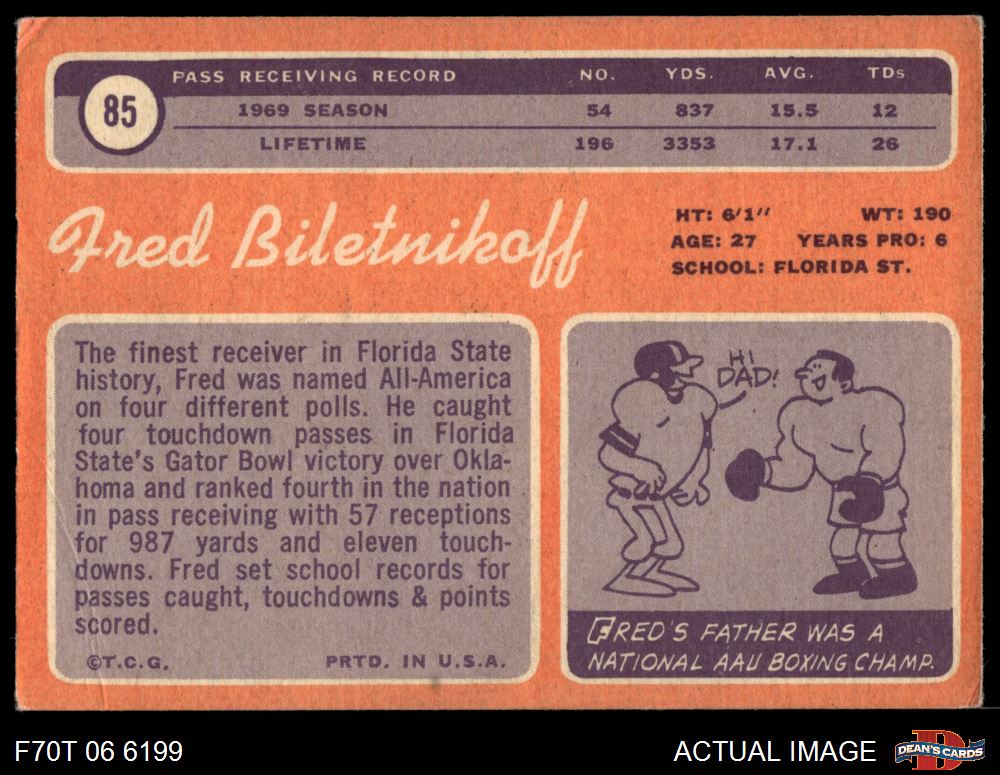 85
PASS RECEIVING RECORD NO. YDS. AVG. TDs
1969 SEASON 54 837 15.5 12
LIFETIME 196 3353 17.1 26
Fred Biletnikoff
HT: 6'1" WT: 190
AGE: 27 YEARS PRO: 6
SCHOOL: FLORIDA ST.
The finest receiver in Florida State
history, Fred was named All-America
on four different polls. He caught
four touchdown passes in Florida
State's Gator Bowl victory over Okla-
homa and ranked fourth in the nation
in pass receiving with 57 receptions
for 987 yards and eleven touch-
downs. Fred set school records for
passes caught, touchdowns & points
scored.
©T.C.G. PRTD. IN U.S.A.
HI
DAD!
FRED'S FATHER WAS A
NATIONAL AAU BOXING CHAMP.
F70T 06 6199
ACTUAL IMAGE
D
DEAN'S CARDS